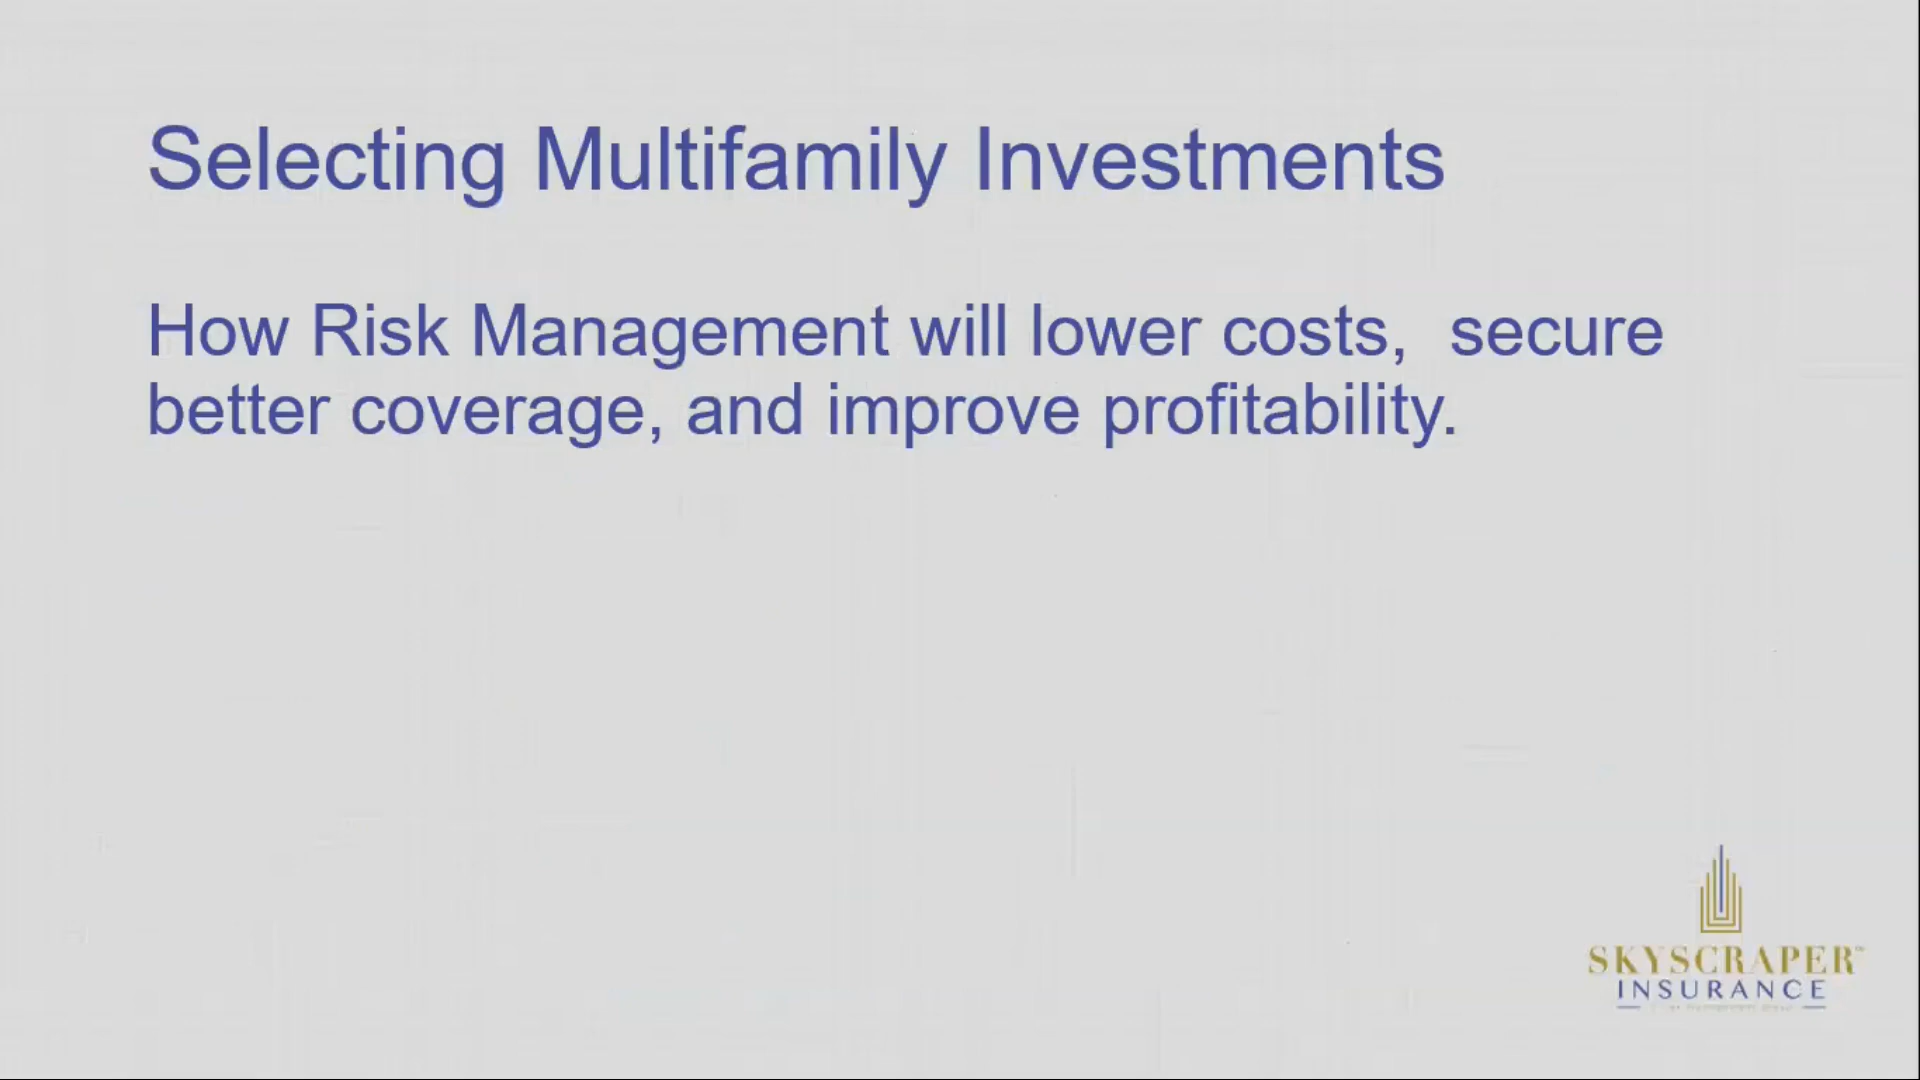 Selecting Multifamily Investments
How Risk Management will lower costs,  secure
better coverage, and improve profitability.
SKYSCRAPER
INSURANCE